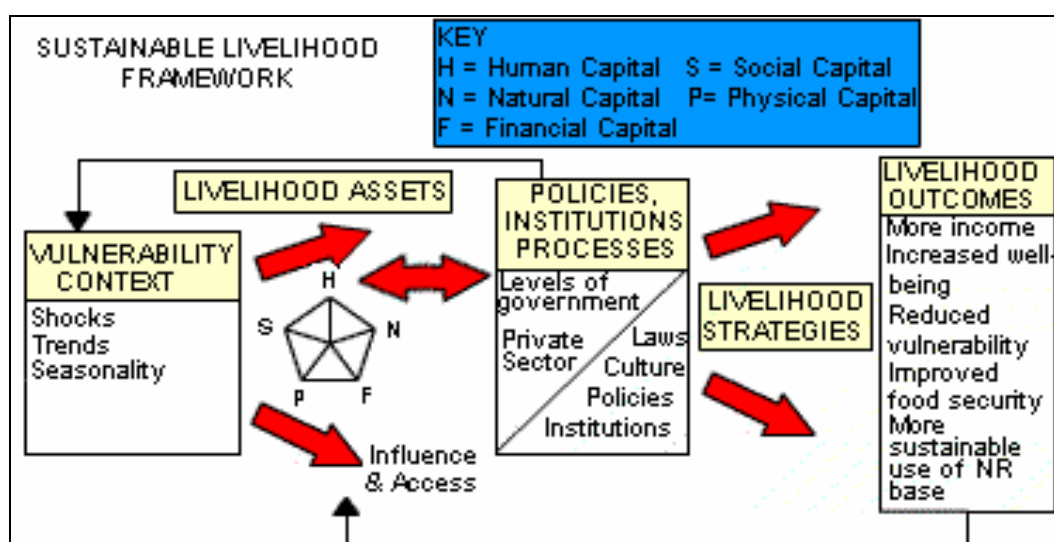 SUSTAINABLE LIVELIHOOD
FRAMEWORK
KEY
H = Human Capital S = Social Capital
N = Natural Capital P= Physical Capital
F = Financial Capital
LIVELIHOOD ASSETS
VULNERABILITY
CONTEXT
Shocks
Trends
Seasonality
H
S
N
P
F
Influence
& Access
POLICIES,
INSTITUTIONS
PROCESSES
Levels of
government
Private
Sector
Laws
Culture
Policies
Institutions
LIVELIHOOD
STRATEGIES
LIVELIHOOD
OUTCOMES
More income
Increased well-
being
Reduced
vulnerability
Improved
food security
More
sustainable
use of NR
base